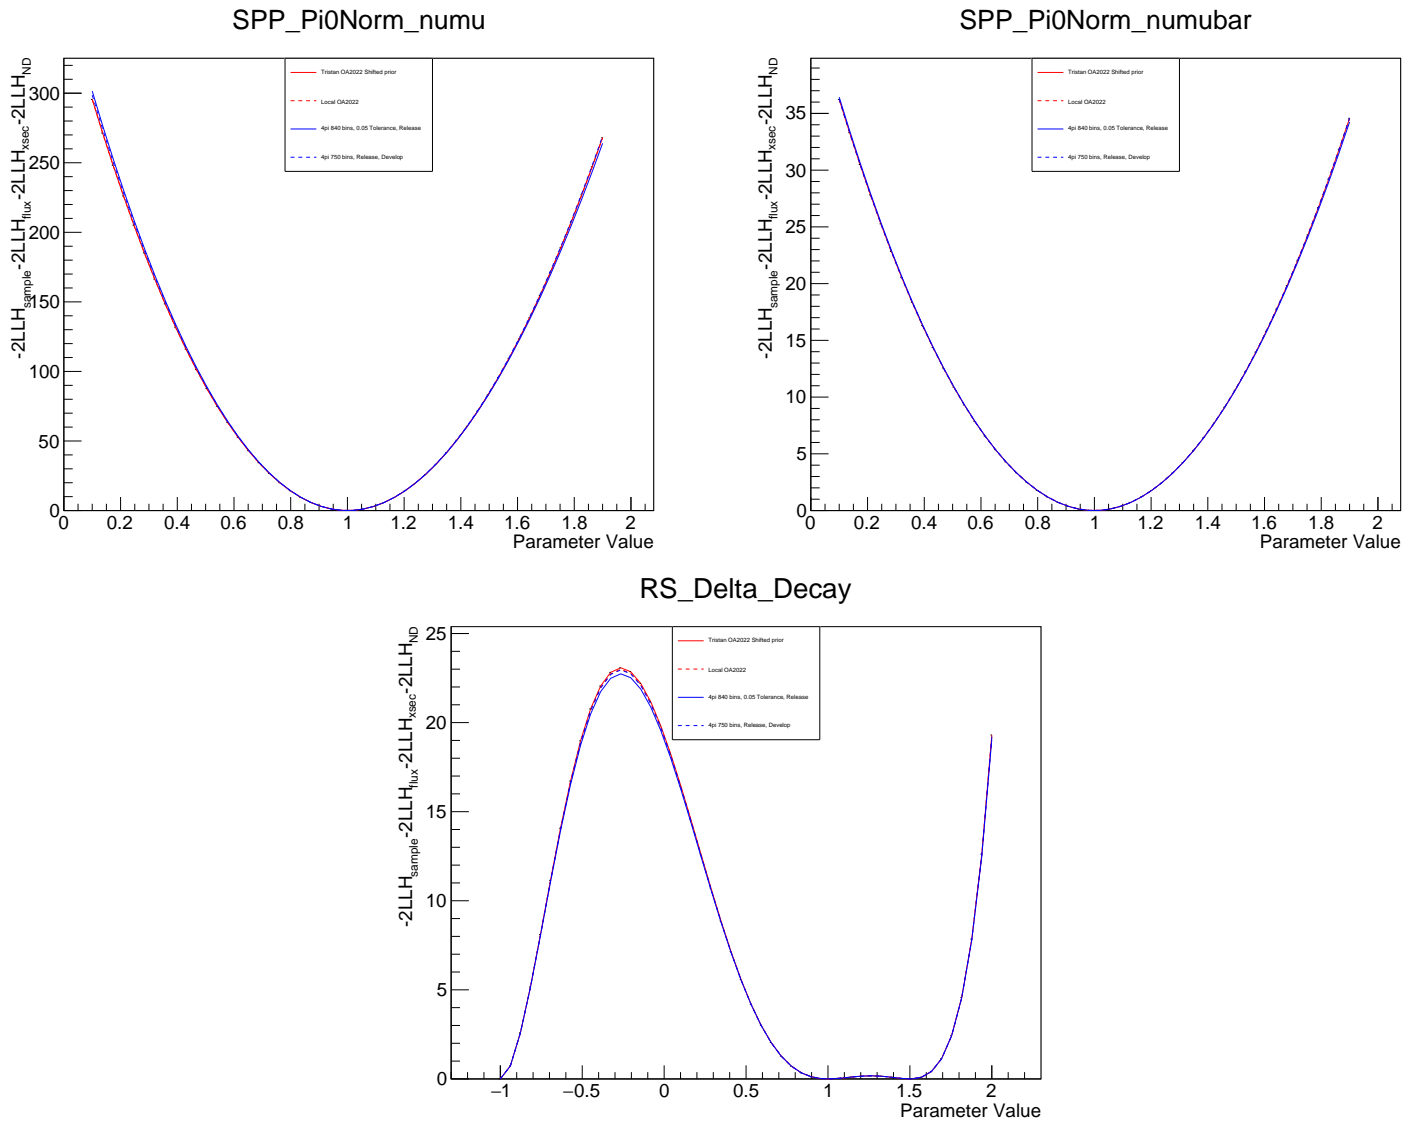 SPP_Pi0Norm_numu
-2LLH_sample-2LLH_flux-2LLH_xsec-2LLH_ND
300
250
200
150
100
50
0
Tristan OA2022 Shifted prior
Local OA2022
4pi 840 bins, 0.05 Tolerance, Release
4pi 750 bins, Release, Develop
0 0.2 0.4 0.6 0.8 1 1.2 1.4 1.6 1.8 2
Parameter Value
SPP_Pi0Norm_numubar
-2LLH_sample-2LLH_flux-2LLH_xsec-2LLH_ND
35
30
25
20
15
10
5
0
Tristan OA2022 Shifted prior
Local OA2022
4pi 840 bins, 0.05 Tolerance, Release
4pi 750 bins, Release, Develop
0 0.2 0.4 0.6 0.8 1 1.2 1.4 1.6 1.8 2
Parameter Value
RS_Delta_Decay
-2LLH_sample-2LLH_flux-2LLH_xsec-2LLH_ND
25
20
15
10
5
0
Tristan OA2022 Shifted prior
Local OA2022
4pi 840 bins, 0.05 Tolerance, Release
4pi 750 bins, Release, Develop
−1 −0.5 0 0.5 1 1.5 2
Parameter Value